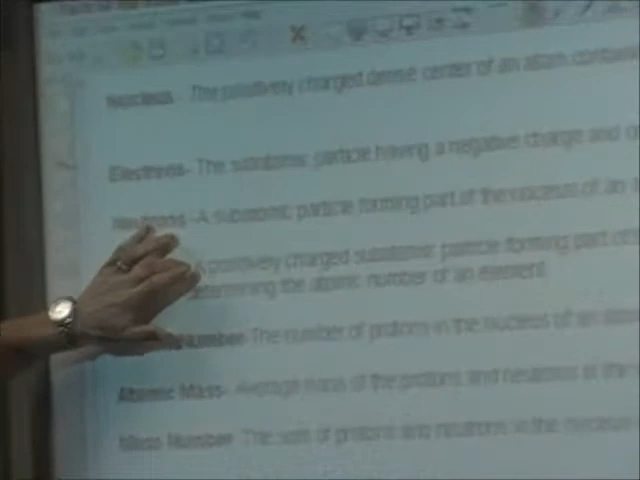 Nucleus - The positively charged dense center of an atom
Electrons- The subatomic particle having a negative charge and
Neutrons -A subatomic particle forming part of the nucleus of an
positively charged subatomic particle forming part of
determining the atomic number of an element.
Number-The number of protons in the nucleus of an
Atomic Mass- Average mass of the protons and neutrons
Mass Number- The sum of protons and neutrons in the